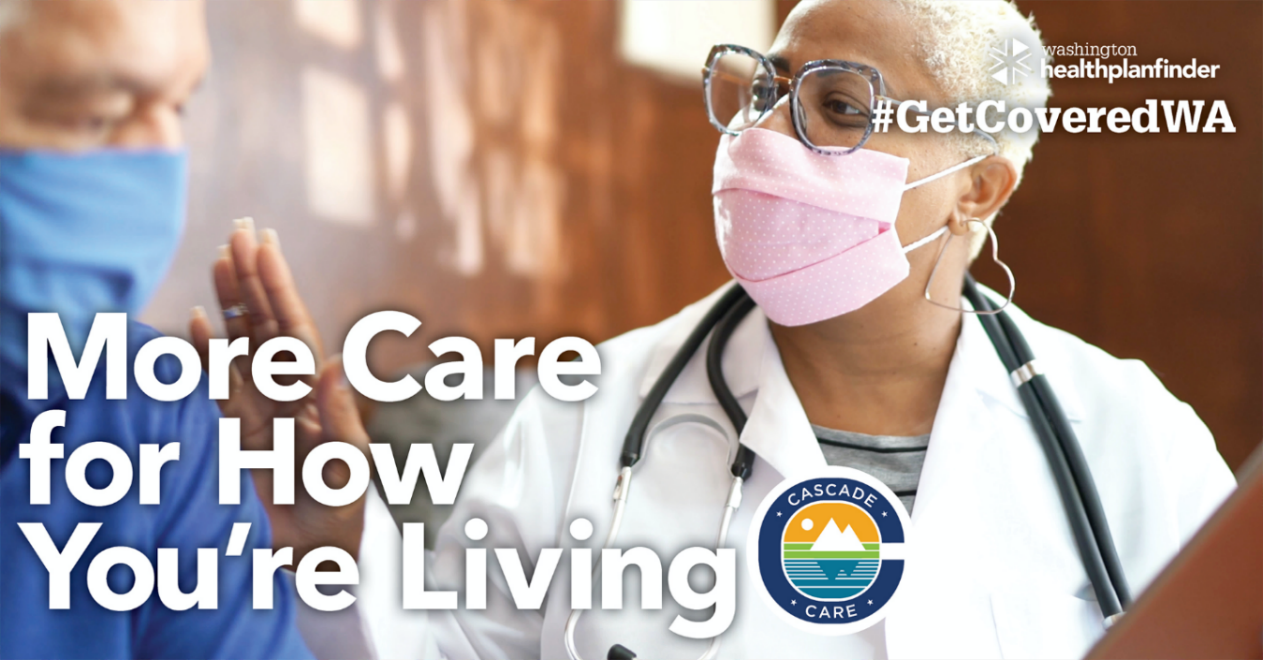 washington
healthplanfinder
#GetCoveredWA
More Care
for How
You're Living
CASCADE
CARE